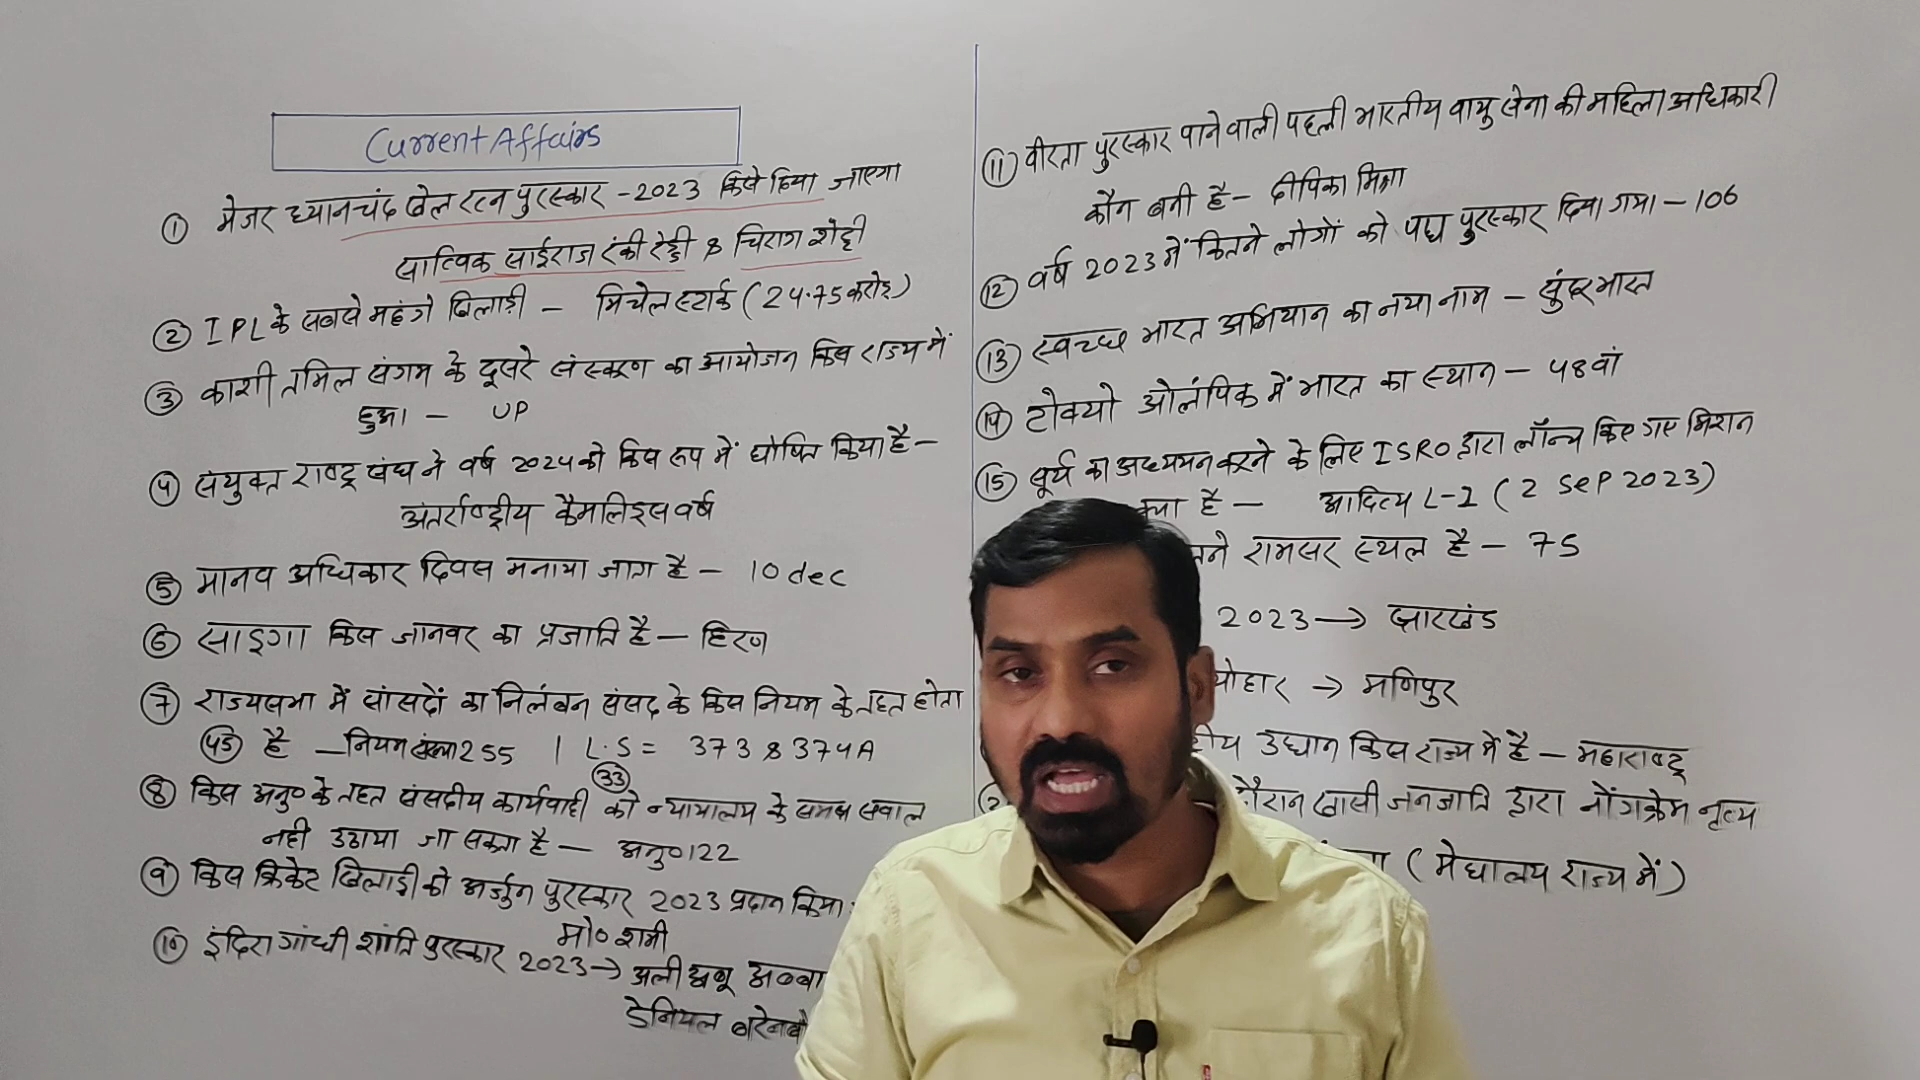 Current Affairs
① मेजर ध्यानचंद खेल रत्न पुरस्कार -2023 किसे दिया जाएगा
सात्विक साईराज रंकी रेड्डी & चिराग शेट्टी
② IPL के सबसे महंगे खिलाड़ी - मिचेल स्टार्क (24.75 करोड़)
③ काशी तमिल संगम के दूसरे संस्करण का आयोजन किस राज्य में
हुआ - UP
④ संयुक्त राष्ट्र संघ ने वर्ष 2024 को किस रूप में घोषित किया है -
अंतर्राष्ट्रीय कैमलिड्स वर्ष
⑤ मानव अधिकार दिवस मनाया जाता है - 10 dec
⑥ साइगा किस जानवर का प्रजाति है - हिरण
⑦ राज्यसभा में सांसदों का निलंबन संसद के किस नियम के तहत होता
(45) है - नियम संख्या 255 | L.S = 373 & 374A
(33)
⑧ किस अनु० के तहत संसदीय कार्यवाही को न्यायालय के समक्ष सवाल
नही उठाया जा सकता है - अनु० 122
⑨ किस क्रिकेट खिलाड़ी को अर्जुन पुरस्कार 2023 प्रदान किया
मो० शमी
⑩ इंदिरा गांधी शांति पुरस्कार 2023 → अली अबू अव्वा
डेनियल
⑪ वीरता पुरस्कार पाने वाली पहली भारतीय वायु सेना की महिला अधिकारी
कौन बनी है - दीपिका मिश्रा
⑫ वर्ष 2023 में कितने लोगों को पद्म पुरस्कार दिया गया - 106
⑬ स्वच्छ भारत अभियान का नया नाम - सुंदर भारत
⑭ टोक्यो ओलंपिक में भारत का स्थान - 48वां
⑮ सूर्य का अध्ययन करने के लिए ISRO द्वारा लॉन्च किए गए मिशन
क्या है - आदित्य L-1 (2 Sep 2023)
रामसर स्थल है - 75
2023 → झारखंड
→ मणिपुर
उद्यान किस राज्य में है - महाराष्ट्र
खासी जनजाति द्वारा नोंगक्रेम नृत्य
(मेघालय राज्य में)